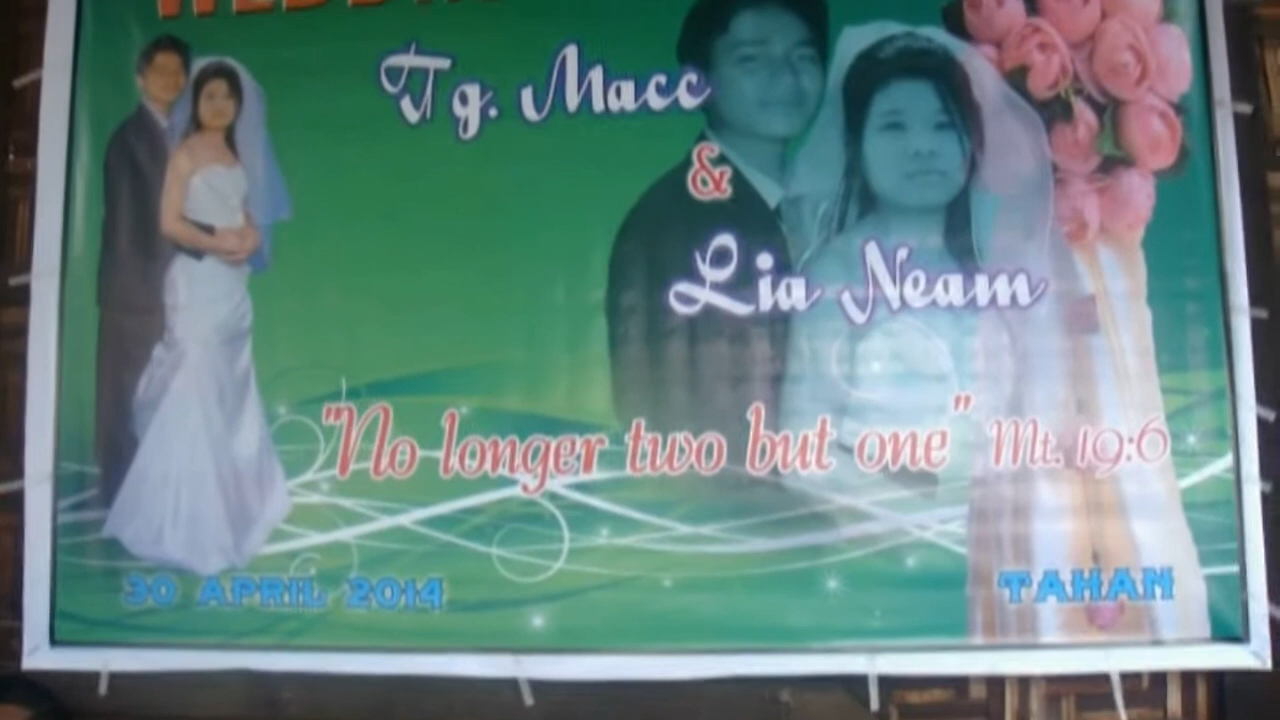 Tg. Macc
&
Lia Neam
"No longer two but one" Mt. 19:6
30 APRIL 2014
TAHAN